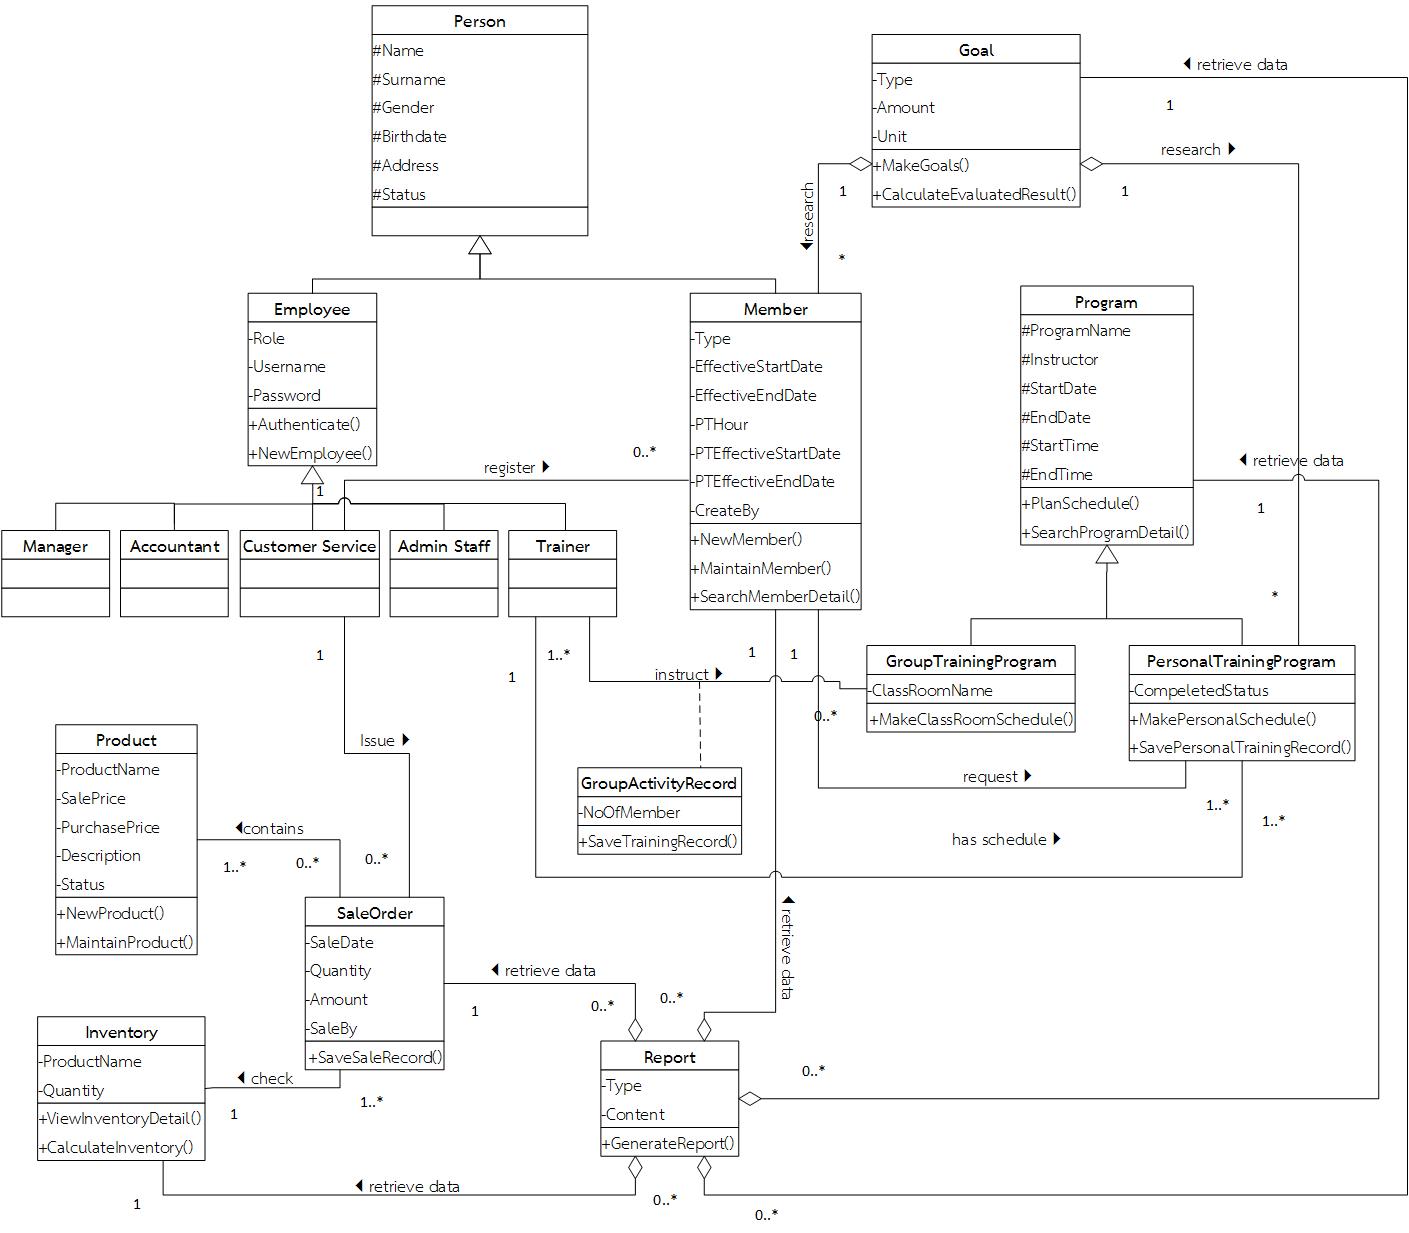 Person
#Name
#Surname
#Gender
#Birthdate
#Address
#Status
Goal
-Type
-Amount
-Unit
+MakeGoals()
+CalculateEvaluatedResult()
retrieve data
1
research
1
research
1
*
Employee
-Role
-Username
-Password
+Authenticate()
+NewEmployee()
Member
-Type
-EffectiveStartDate
-EffectiveEndDate
-PTHour
-PTEffectiveStartDate
-PTEffectiveEndDate
-CreateBy
+NewMember()
+MaintainMember()
+SearchMemberDetail()
Program
#ProgramName
#Instructor
#StartDate
#EndDate
#StartTime
#EndTime
+PlanSchedule()
+SearchProgramDetail()
retrieve data
1
*
register
0..*
1
Manager
Accountant
Customer Service
Admin Staff
Trainer
1
1
1..*
instruct
1
1
0..*
GroupTrainingProgram
-ClassRoomName
+MakeClassRoomSchedule()
PersonalTrainingProgram
-CompeletedStatus
+MakePersonalSchedule()
+SavePersonalTrainingRecord()
Issue
request
1..*
1..*
has schedule
GroupActivityRecord
-NoOfMember
+SaveTrainingRecord()
Product
-ProductName
-SalePrice
-PurchasePrice
-Description
-Status
+NewProduct()
+MaintainProduct()
contains
1..*
0..*
0..*
SaleOrder
-SaleDate
-Quantity
-Amount
-SaleBy
+SaveSaleRecord()
retrieve data
retrieve data
1
0..*
0..*
Inventory
-ProductName
-Quantity
+ViewInventoryDetail()
+CalculateInventory()
check
1
1..*
Report
-Type
-Content
+GenerateReport()
0..*
retrieve data
1
0..*
0..*